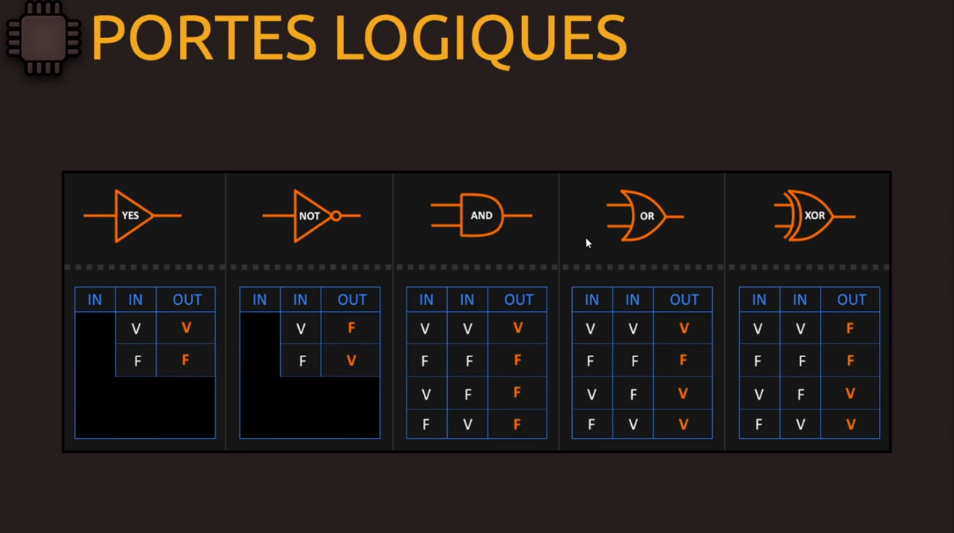 PORTES LOGIQUES
YES NOT AND OR XOR
IN IN OUT IN IN OUT IN IN OUT IN IN OUT IN IN OUT
V V V F V V V V V V V V F
F F F V F F F F F F F F F
V F F V F V V F V
F V F F V V F V V